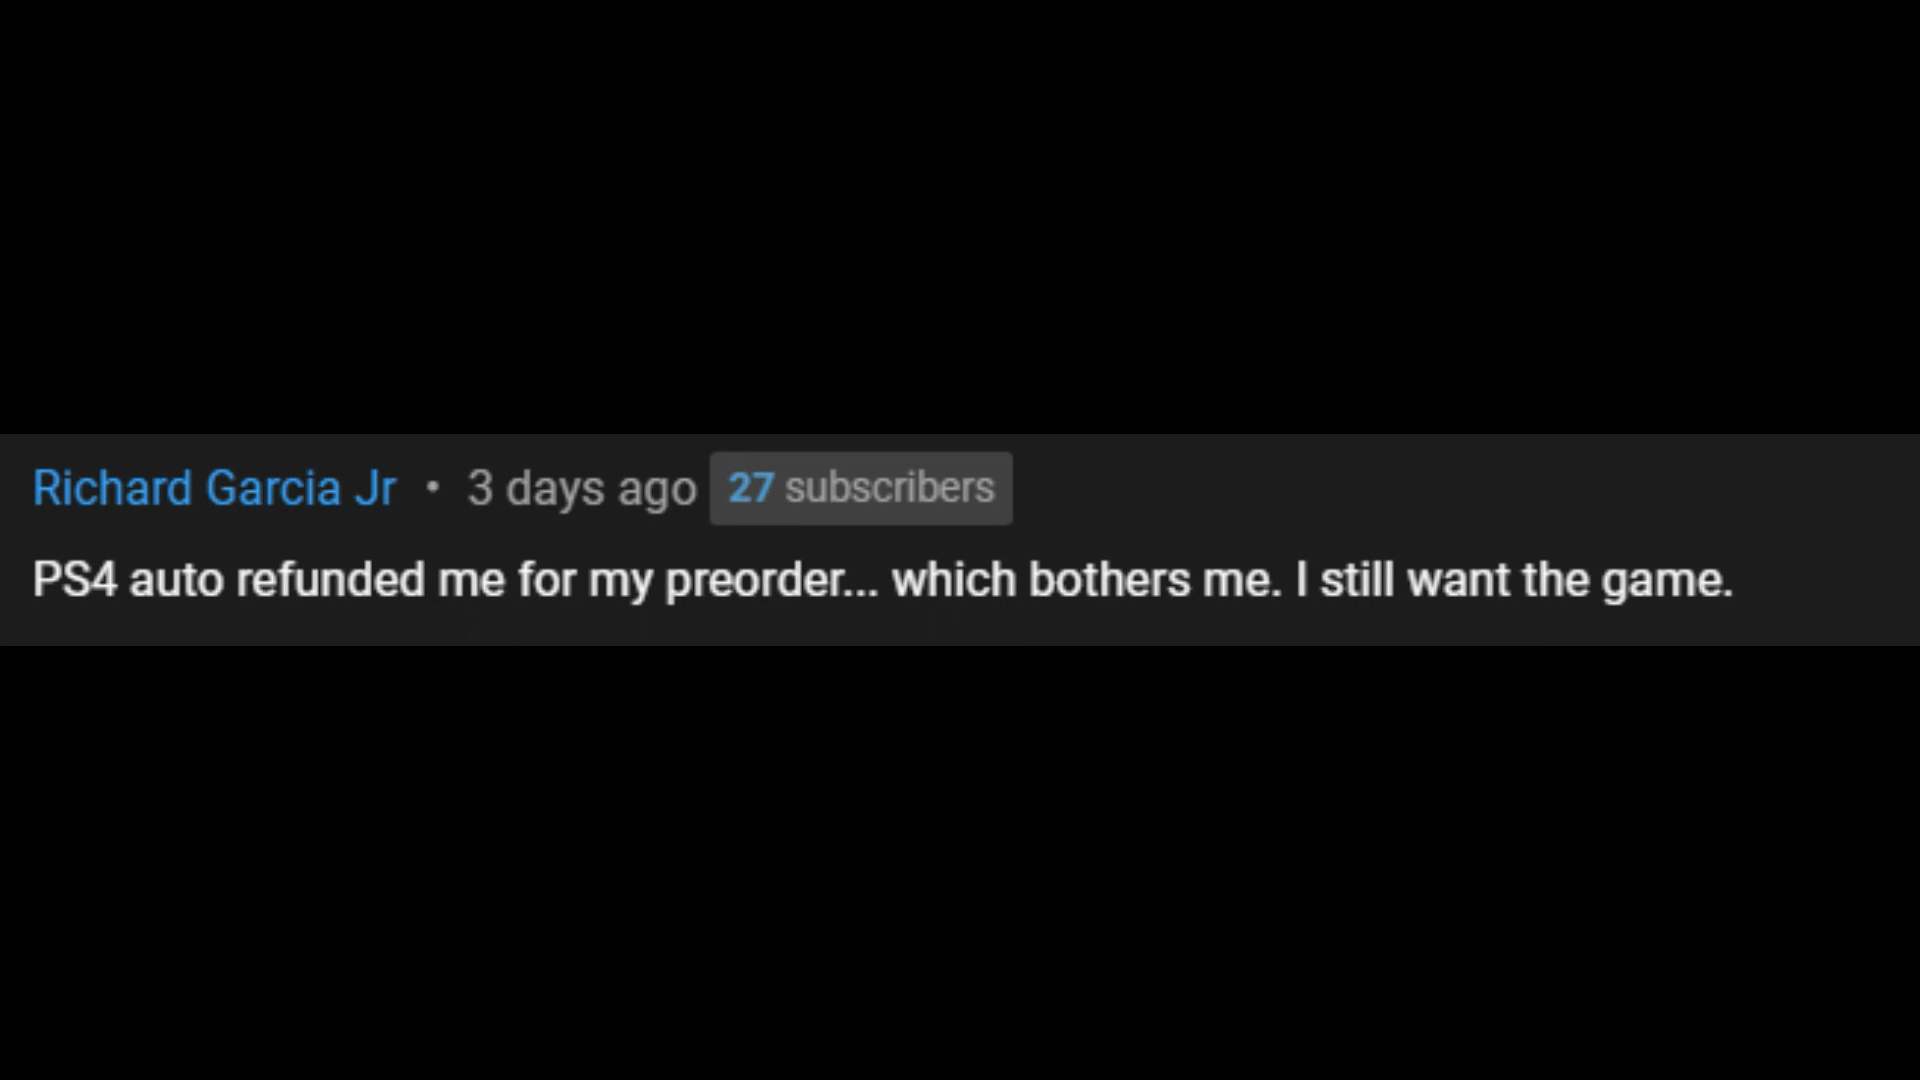 Richard Garcia Jr • 3 days ago 27 subscribers
PS4 auto refunded me for my preorder... which bothers me. I still want the game.